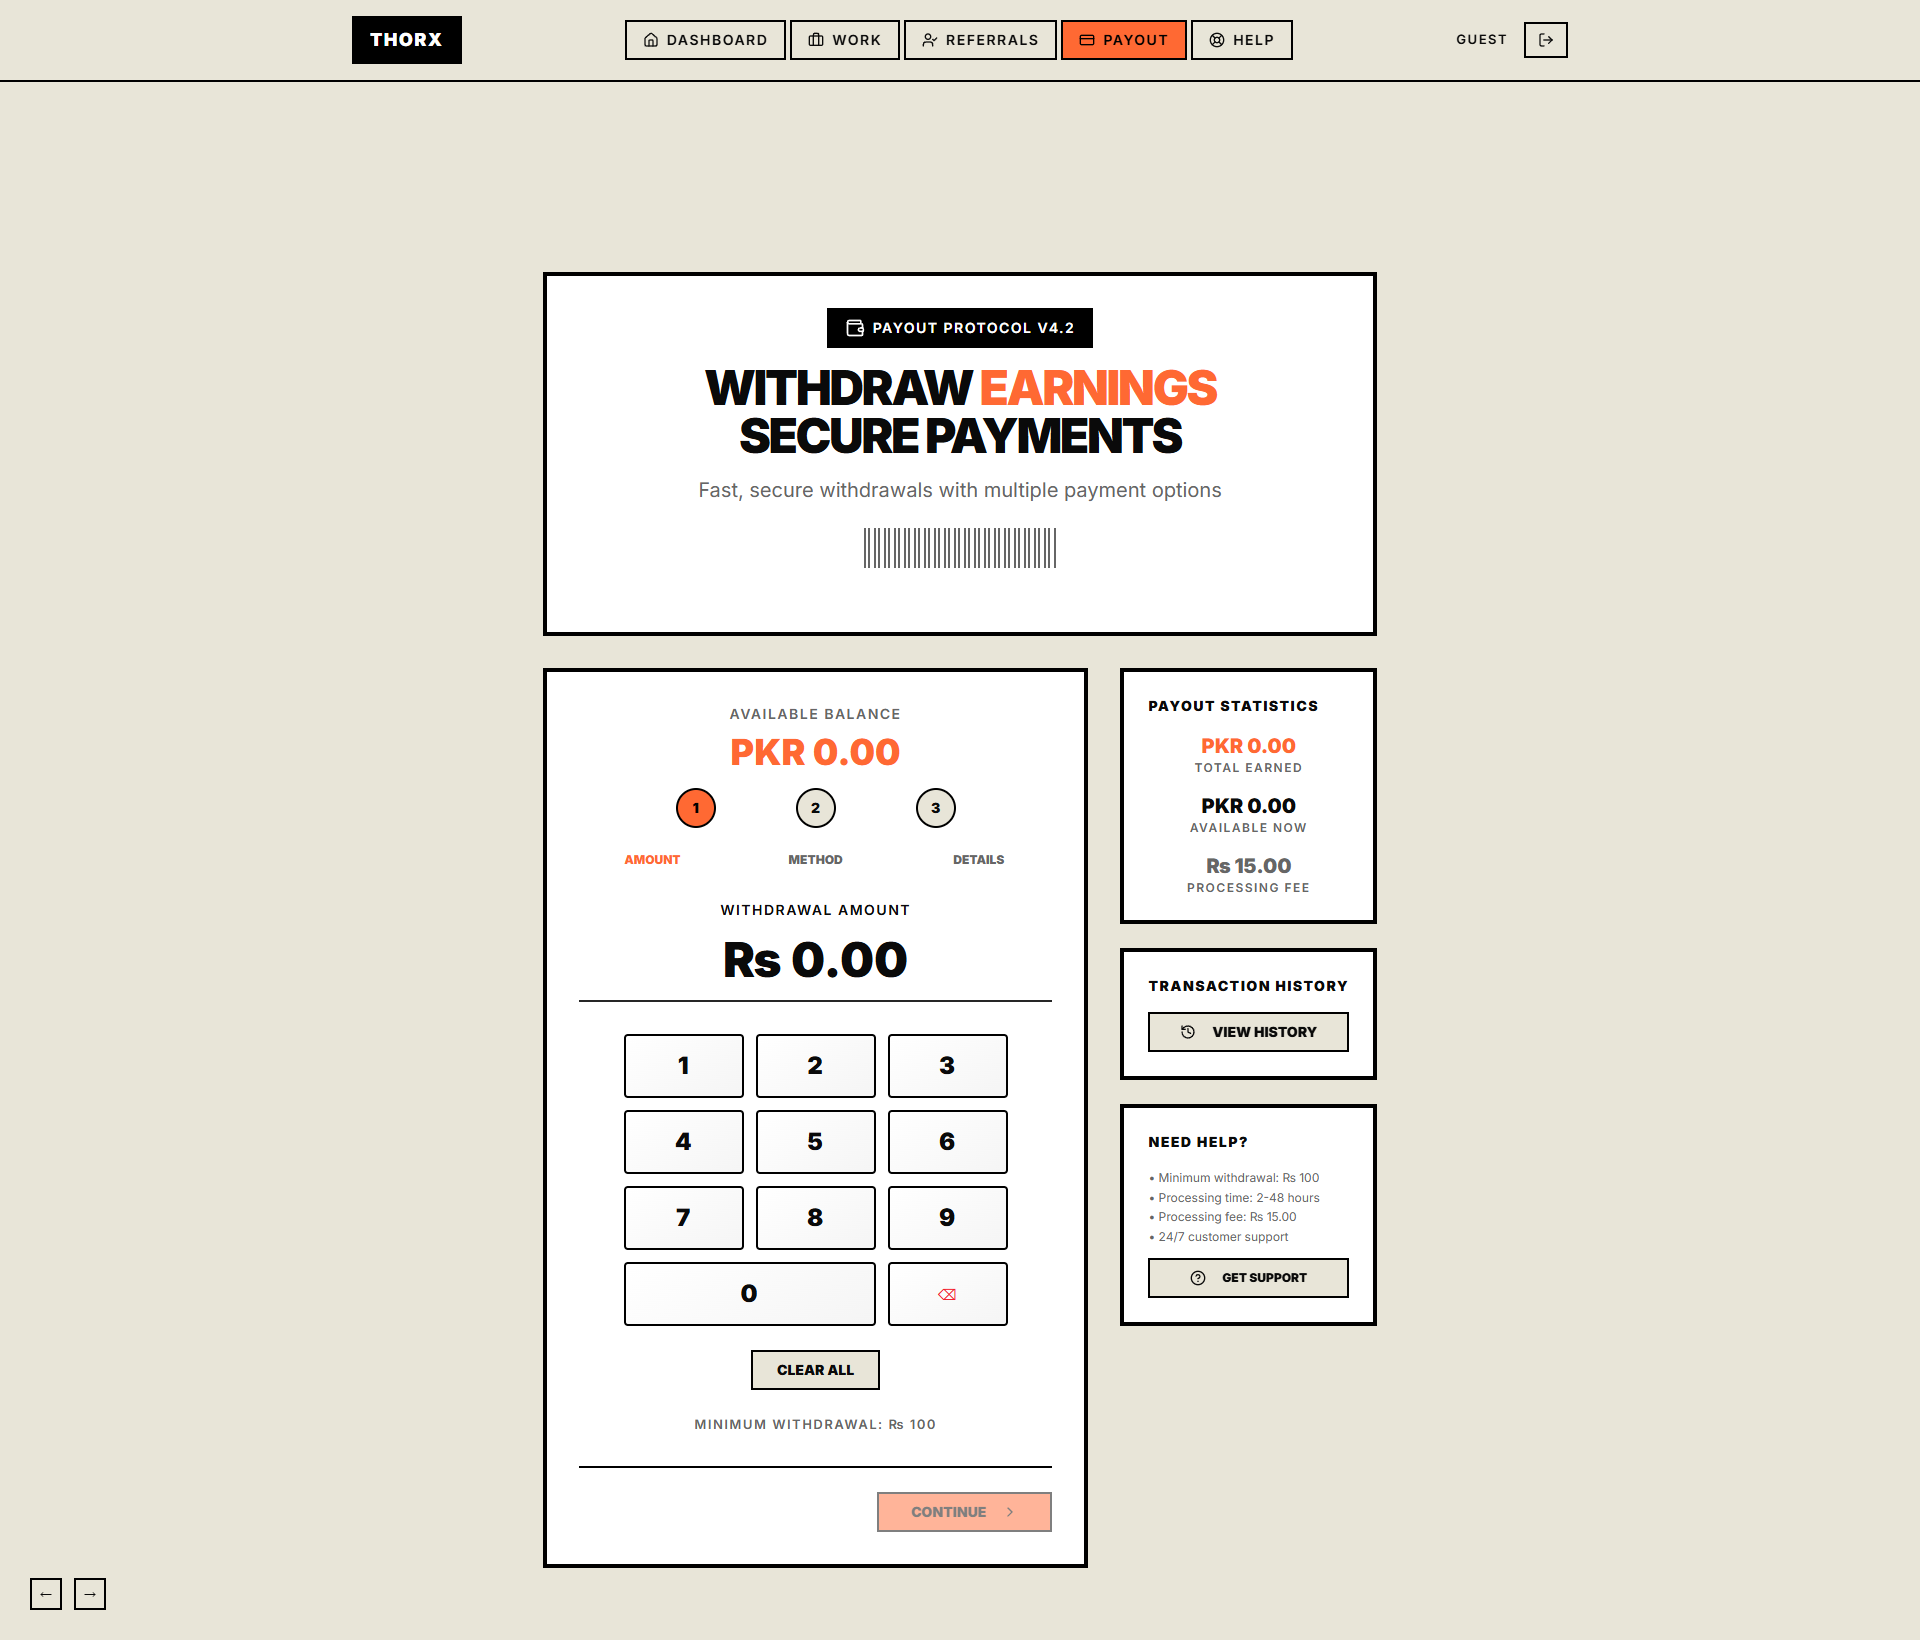 THORX
DASHBOARD
WORK
REFERRALS
PAYOUT
HELP
GUEST
PAYOUT PROTOCOL V4.2
WITHDRAW EARNINGS
SECURE PAYMENTS
Fast, secure withdrawals with multiple payment options
AVAILABLE BALANCE
PKR 0.00
1
2
3
AMOUNT
METHOD
DETAILS
WITHDRAWAL AMOUNT
Rs 0.00
1
2
3
4
5
6
7
8
9
0
⌫
CLEAR ALL
MINIMUM WITHDRAWAL: Rs 100
CONTINUE
PAYOUT STATISTICS
PKR 0.00
TOTAL EARNED
PKR 0.00
AVAILABLE NOW
Rs 15.00
PROCESSING FEE
TRANSACTION HISTORY
VIEW HISTORY
NEED HELP?
• Minimum withdrawal: Rs 100
• Processing time: 2-48 hours
• Processing fee: Rs 15.00
• 24/7 customer support
GET SUPPORT
← →